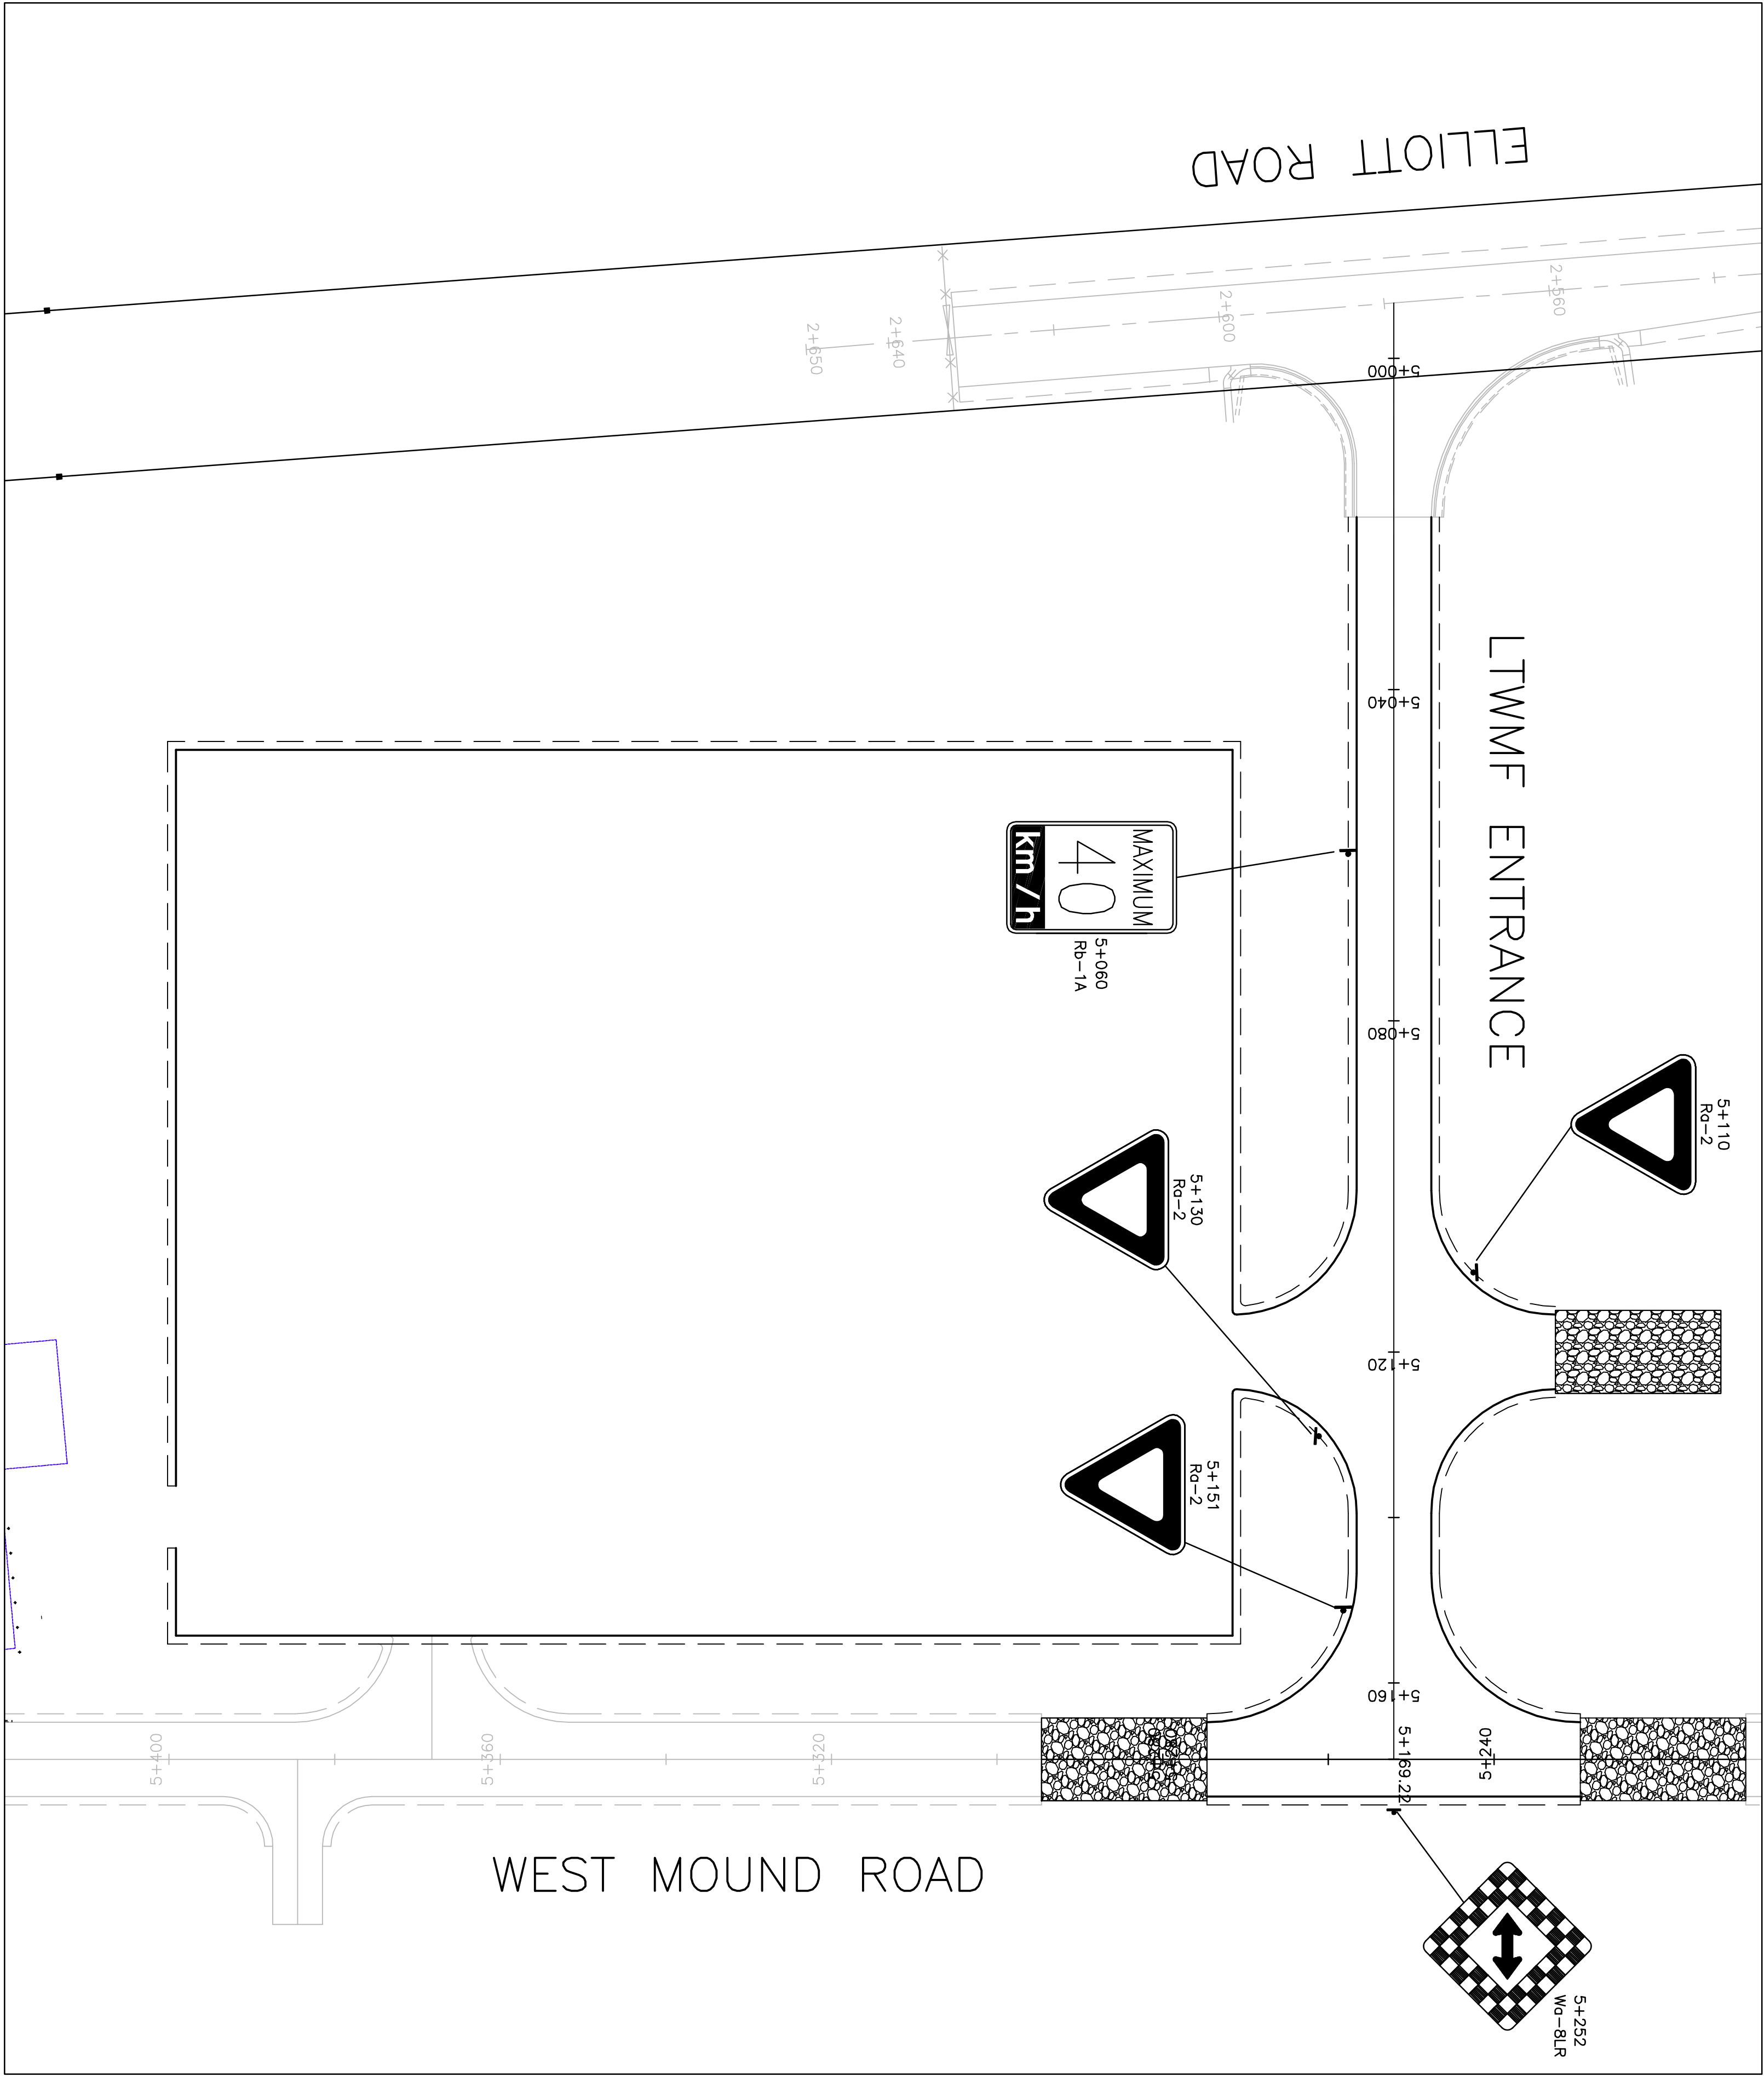 ELLIOTT ROAD
2+650
2+640
2+600
2+560
5+000
5+040
LTWMF ENTRANCE
MAXIMUM
40
km/h
5+060
Rb-1A
5+080
5+110
Ra-2
5+130
Ra-2
5+120
5+151
Ra-2
5+160
5+169.22
5+240
5+400
5+360
5+320
WEST MOUND ROAD
5+252
Wa-8LR